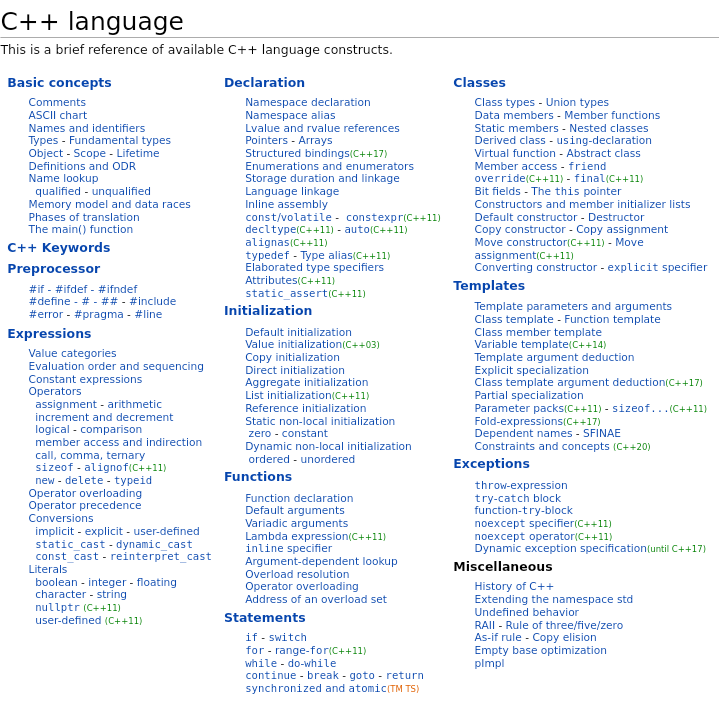 C++ language
This is a brief reference of available C++ language constructs.
Basic concepts
Comments
ASCII chart
Names and identifiers
Types - Fundamental types
Object - Scope - Lifetime
Definitions and ODR
Name lookup
qualified - unqualified
Memory model and data races
Phases of translation
The main() function
C++ Keywords
Preprocessor
#if - #ifdef - #ifndef
#define - # - ## - #include
#error - #pragma - #line
Expressions
Value categories
Evaluation order and sequencing
Constant expressions
Operators
assignment - arithmetic
increment and decrement
logical - comparison
member access and indirection
call, comma, ternary
sizeof - alignof(C++11)
new - delete - typeid
Operator overloading
Operator precedence
Conversions
implicit - explicit - user-defined
static_cast - dynamic_cast
const_cast - reinterpret_cast
Literals
boolean - integer - floating
character - string
nullptr (C++11)
user-defined (C++11)
Declaration
Namespace declaration
Namespace alias
Lvalue and rvalue references
Pointers - Arrays
Structured bindings(C++17)
Enumerations and enumerators
Storage duration and linkage
Language linkage
Inline assembly
const/volatile - constexpr(C++11)
decltype(C++11) - auto(C++11)
alignas(C++11)
typedef - Type alias(C++11)
Elaborated type specifiers
Attributes(C++11)
static_assert(C++11)
Initialization
Default initialization
Value initialization(C++03)
Copy initialization
Direct initialization
Aggregate initialization
List initialization(C++11)
Reference initialization
Static non-local initialization
zero - constant
Dynamic non-local initialization
ordered - unordered
Functions
Function declaration
Default arguments
Variadic arguments
Lambda expression(C++11)
inline specifier
Argument-dependent lookup
Overload resolution
Operator overloading
Address of an overload set
Statements
if - switch
for - range-for(C++11)
while - do-while
continue - break - goto - return
synchronized and atomic(TM TS)
Classes
Class types - Union types
Data members - Member functions
Static members - Nested classes
Derived class - using-declaration
Virtual function - Abstract class
Member access - friend
override(C++11) - final(C++11)
Bit fields - The this pointer
Constructors and member initializer lists
Default constructor - Destructor
Copy constructor - Copy assignment
Move constructor(C++11) - Move
assignment(C++11)
Converting constructor - explicit specifier
Templates
Template parameters and arguments
Class template - Function template
Class member template
Variable template(C++14)
Template argument deduction
Explicit specialization
Class template argument deduction(C++17)
Partial specialization
Parameter packs(C++11) - sizeof...(C++11)
Fold-expressions(C++17)
Dependent names - SFINAE
Constraints and concepts (C++20)
Exceptions
throw-expression
try-catch block
function-try-block
noexcept specifier(C++11)
noexcept operator(C++11)
Dynamic exception specification(until C++17)
Miscellaneous
History of C++
Extending the namespace std
Undefined behavior
RAII - Rule of three/five/zero
As-if rule - Copy elision
Empty base optimization
pImpl